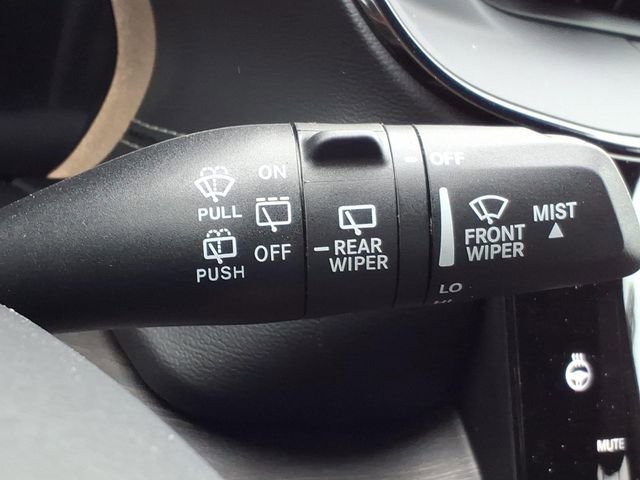 ON
PULL
OFF
PUSH
REAR
WIPER
OFF
FRONT
WIPER
MIST
LO
MUTE